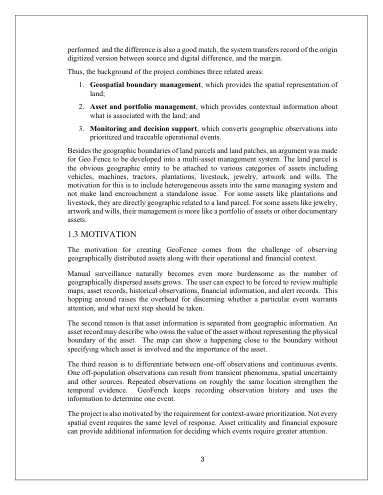 performed and the difference is also a good match, the system transfers record of the origin
digitized version between source and digital difference, and the margin.
Thus, the background of the project combines three related areas:
1. Geospatial boundary management, which provides the spatial representation of
land;
2. Asset and portfolio management, which provides contextual information about
what is associated with the land; and
3. Monitoring and decision support, which converts geographic observations into
prioritized and traceable operational events.
Besides the geographic boundaries of land parcels and land patches, an argument was made
for Geo Fence to be developed into a multi-asset management system. The land parcel is
the obvious geographic entity to be attached to various categories of assets including
vehicles, machines, tractors, plantations, livestock, jewelry, artwork and wills. The
motivation for this is to include heterogeneous assets into the same managing system and
not make land encroachment a standalone issue. For some assets like plantations and
livestock, they are directly geographic related to a land parcel. For some assets like jewelry,
artwork and wills, their management is more like a portfolio of assets or other documentary
assets.
1.3 MOTIVATION
The motivation for creating GeoFence comes from the challenge of observing
geographically distributed assets along with their operational and financial context.
Manual surveillance naturally becomes even more burdensome as the number of
geographically dispersed assets grows. The user can expect to be forced to review multiple
maps, asset records, historical observations, financial information, and alert records. This
hopping around raises the overhead for discerning whether a particular event warrants
attention, and what next step should be taken.
The second reason is that asset information is separated from geographic information. An
asset record may describe who owns the value of the asset without representing the physical
boundary of the asset. The map can show a happening close to the boundary without
specifying which asset is involved and the importance of the asset.
The third reason is to differentiate between one-off observations and continuous events.
One off-population observations can result from transient phenomena, spatial uncertainty
and other sources. Repeated observations on roughly the same location strengthen the
temporal evidence. GeoFench keeps recording observation history and uses the
information to determine one event.
The project is also motivated by the requirement for context-aware prioritization. Not every
spatial event requires the same level of response. Asset criticality and financial exposure
can provide additional information for deciding which events require greater attention.
3